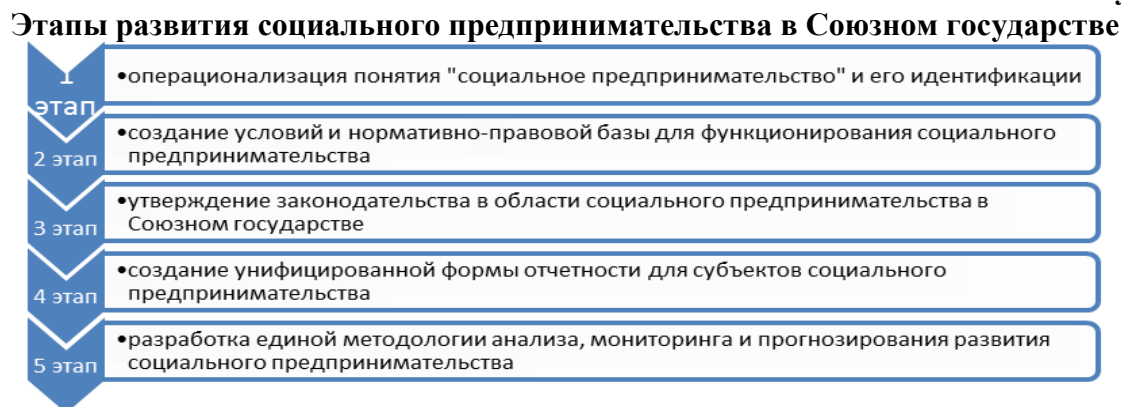 Этапы развития социального предпринимательства в Союзном государстве
1
этап
•операционализация понятия "социальное предпринимательство" и его идентификации
2 этап
•создание условий и нормативно-правовой базы для функционирования социального
предпринимательства
3 этап
•утверждение законодательства в области социального предпринимательства в
Союзном государстве
4 этап
•создание унифицированной формы отчетности для субъектов социального
предпринимательства
5 этап
•разработка единой методологии анализа, мониторинга и прогнозирования развития
социального предпринимательства